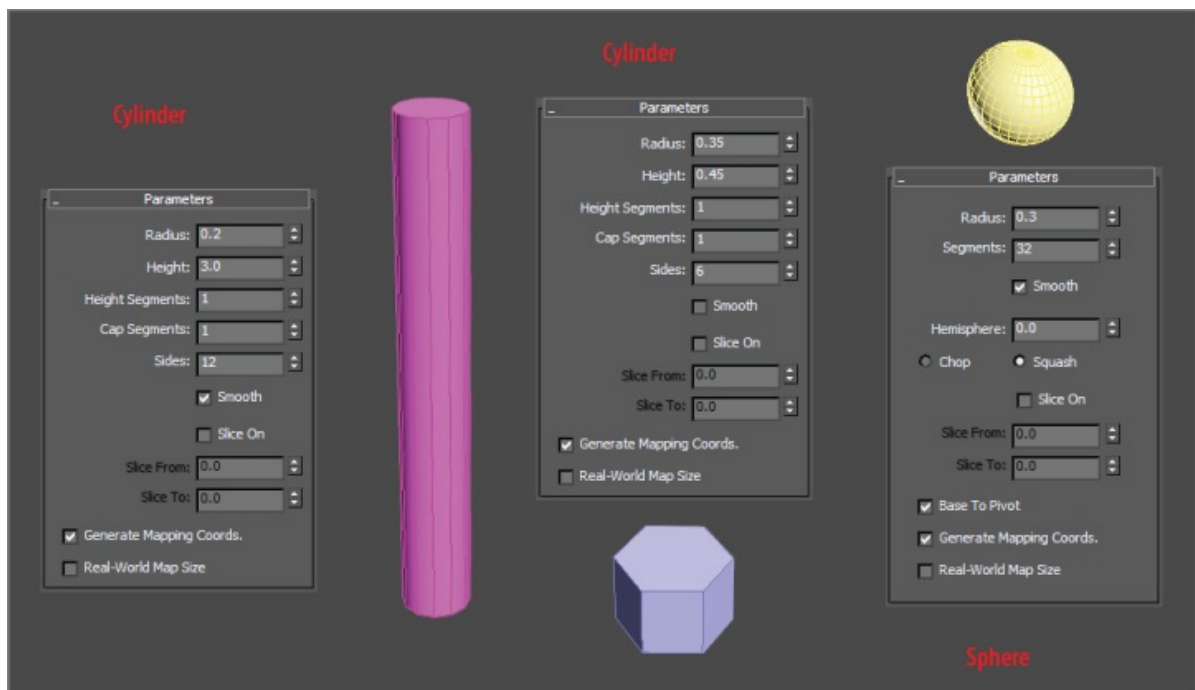 Cylinder
Parameters
Radius: 0.2
Height: 3.0
Height Segments: 1
Cap Segments: 1
Sides: 12
Smooth
Slice On
Slice From: 0.0
Slice To: 0.0
Generate Mapping Coords.
Real-World Map Size
Cylinder
Parameters
Radius: 0.35
Height: 0.45
Height Segments: 1
Cap Segments: 1
Sides: 6
Smooth
Slice On
Slice From: 0.0
Slice To: 0.0
Generate Mapping Coords.
Real-World Map Size
Parameters
Radius: 0.3
Segments: 32
Smooth
Hemisphere: 0.0
Chop Squash
Slice On
Slice From: 0.0
Slice To: 0.0
Base To Pivot
Generate Mapping Coords.
Real-World Map Size
Sphere